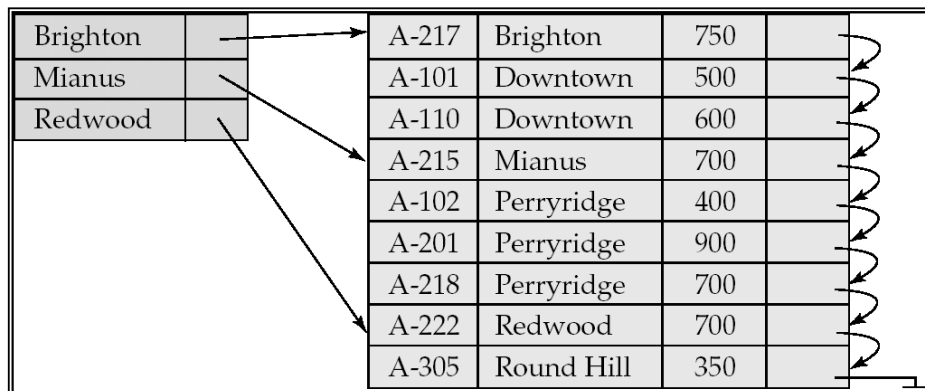 Brighton A-217 Brighton 750
Mianus A-101 Downtown 500
Redwood A-110 Downtown 600
A-215 Mianus 700
A-102 Perryridge 400
A-201 Perryridge 900
A-218 Perryridge 700
A-222 Redwood 700
A-305 Round Hill 350